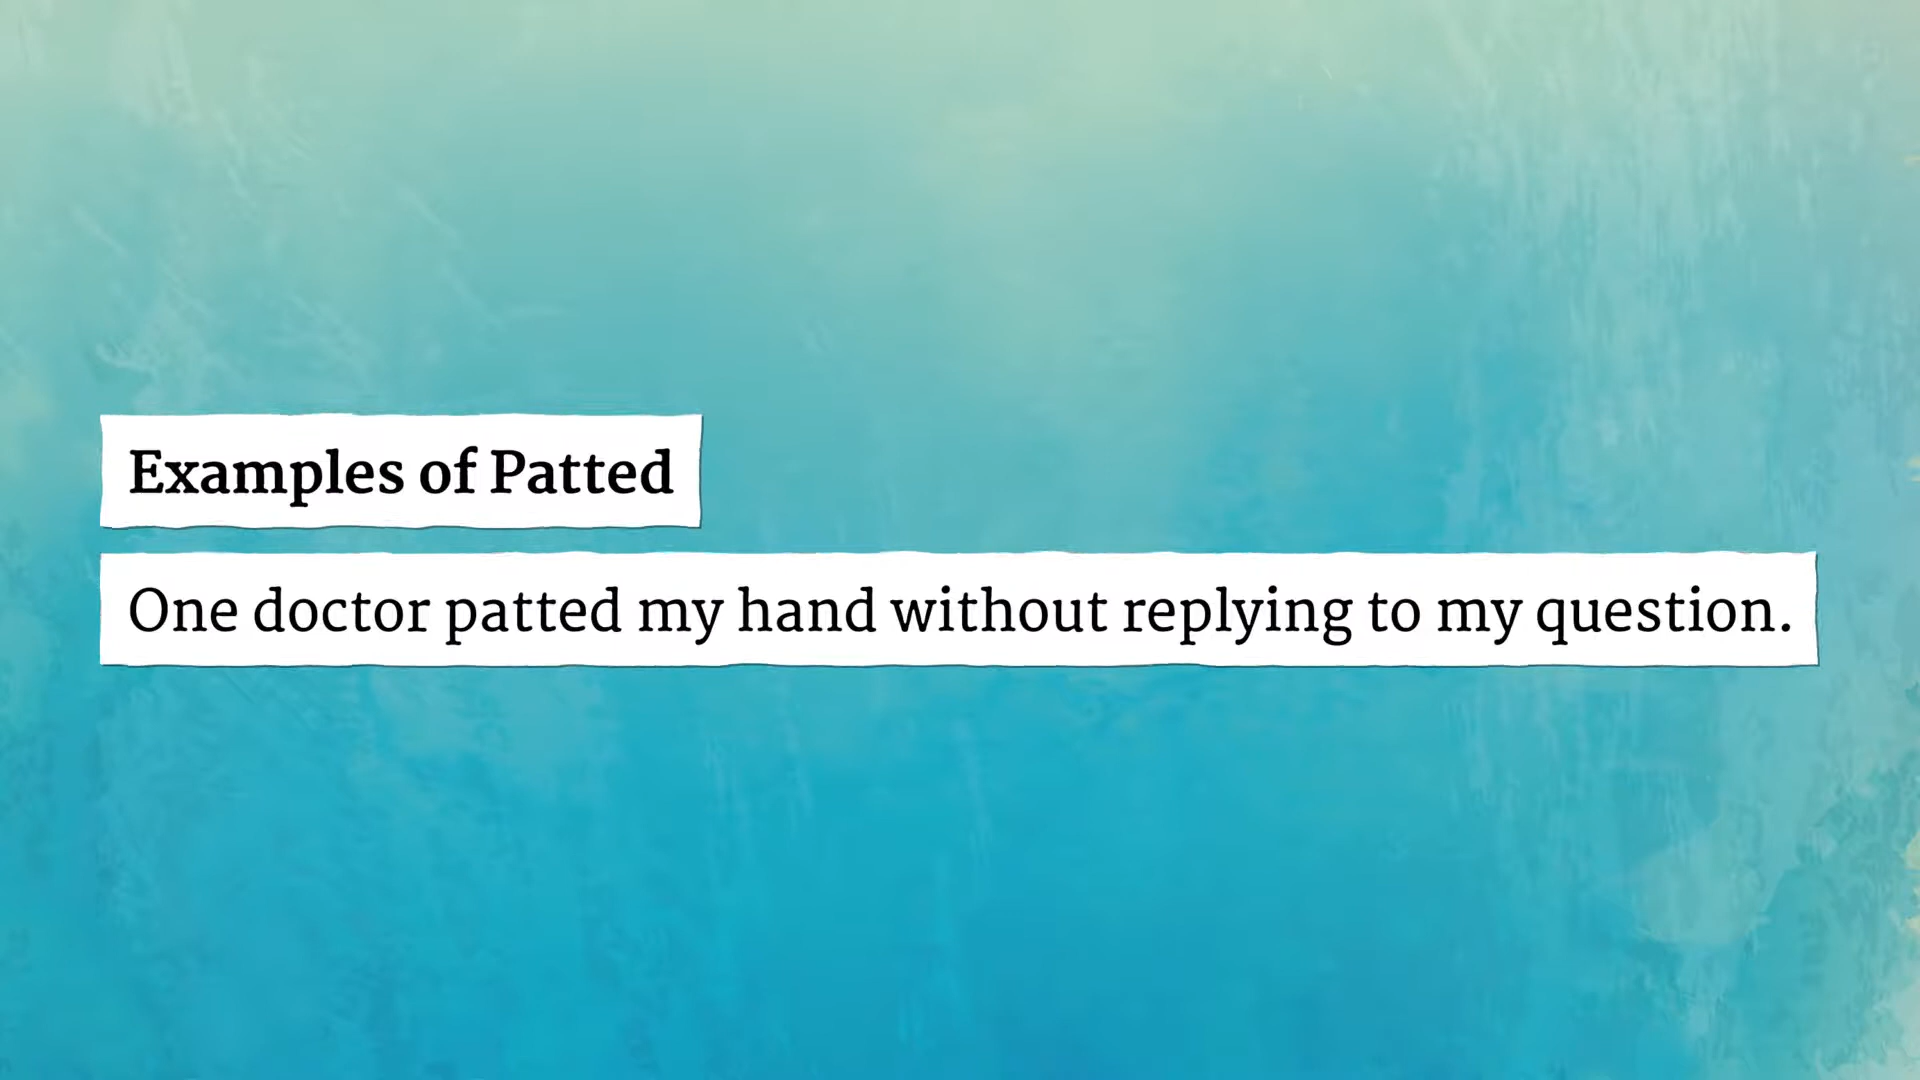 Examples of Patted
One doctor patted my hand without replying to my question.